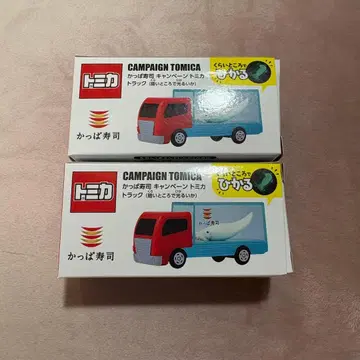 トミカ
CAMPAIGN TOMICA
かっぱ寿司 キャンペーン トミカ
トラック (暗いところで光るいか)
くらいところで
ひかる
かっぱ寿司
トミカ
CAMPAIGN TOMICA
かっぱ寿司 キャンペーン トミカ
トラック (暗いところで光るいか)
くらいところで
ひかる
かっぱ寿司
かっぱ寿司